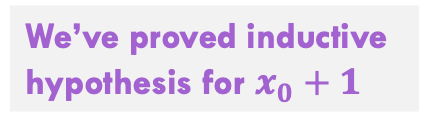 We've proved inductive
hypothesis for x₀ + 1